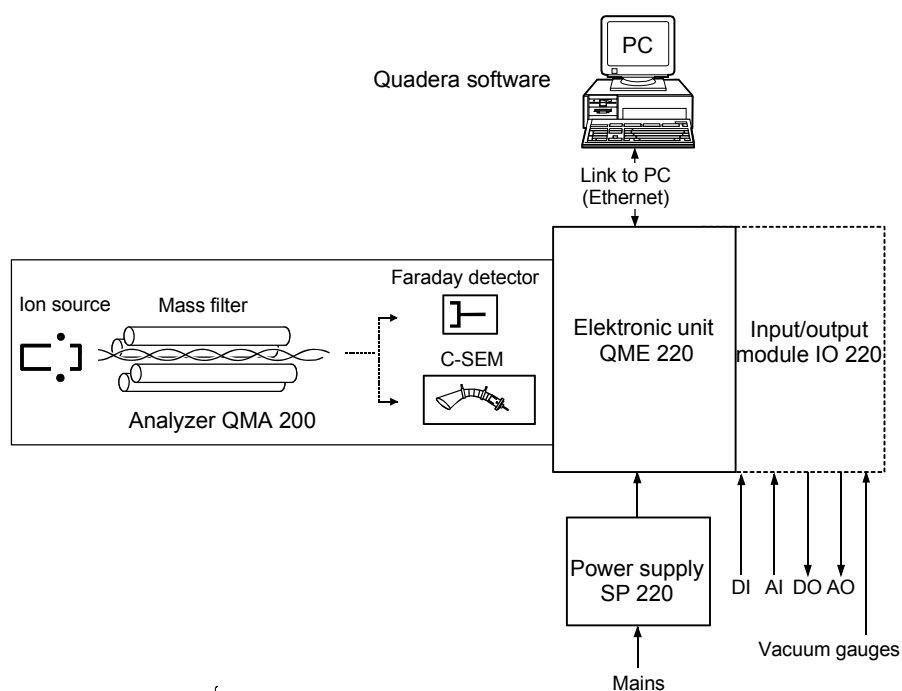 PC
Quadera software
Link to PC
(Ethernet)
Faraday detector
Ion source
Mass filter
C-SEM
Analyzer QMA 200
Elektronic unit
QME 220
Input/output
module IO 220
Power supply
SP 220
DI AI DO AO
Vacuum gauges
Mains